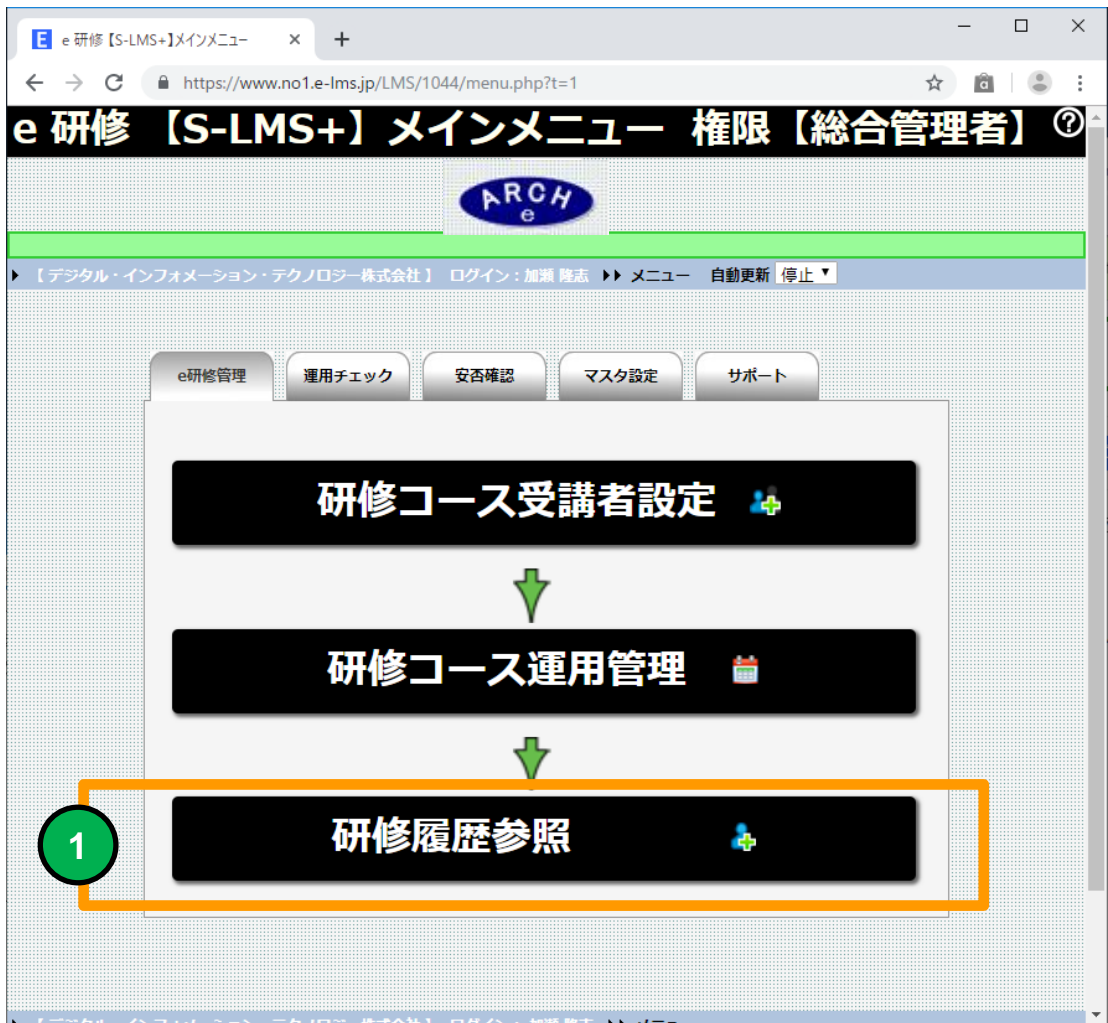 E e 研修【S-LMS+】メインメニュー × +
https://www.no1.e-lms.jp/LMS/1044/menu.php?t=1
e 研修 【S-LMS+】メインメニュー 権限【総合管理者】 ?
ARCH
e
【 デジタル・インフォメーション・テクノロジー株式会社 】 ログイン : 加瀬 隆志 メニュー 自動更新 停止
e研修管理 運用チェック 安否確認 マスタ設定 サポート
研修コース受講者設定
研修コース運用管理
1 研修履歴参照